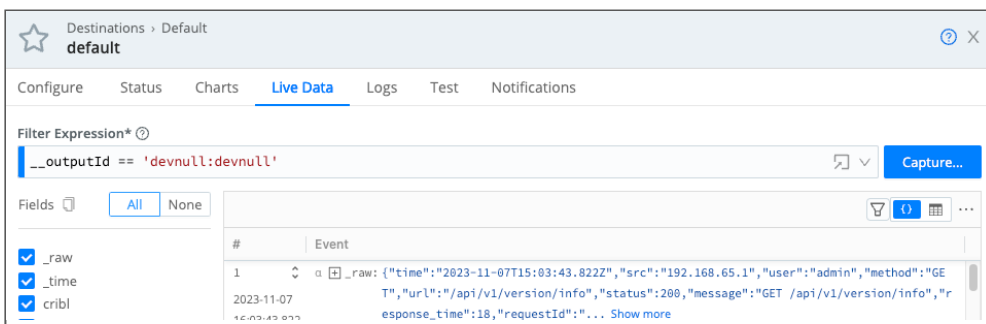 Destinations › Default
default
Configure Status Charts Live Data Logs Test Notifications
Filter Expression*
__outputId == 'devnull:devnull'
Capture...
Fields All None
# Event
_raw
_time
cribl
1 α _raw: {"time":"2023-11-07T15:03:43.822Z","src":"192.168.65.1","user":"admin","method":"GE
2023-11-07 T","url":"/api/v1/version/info","status":200,"message":"GET /api/v1/version/info","r
16:03:43.822 esponse_time":18,"requestId":"... Show more